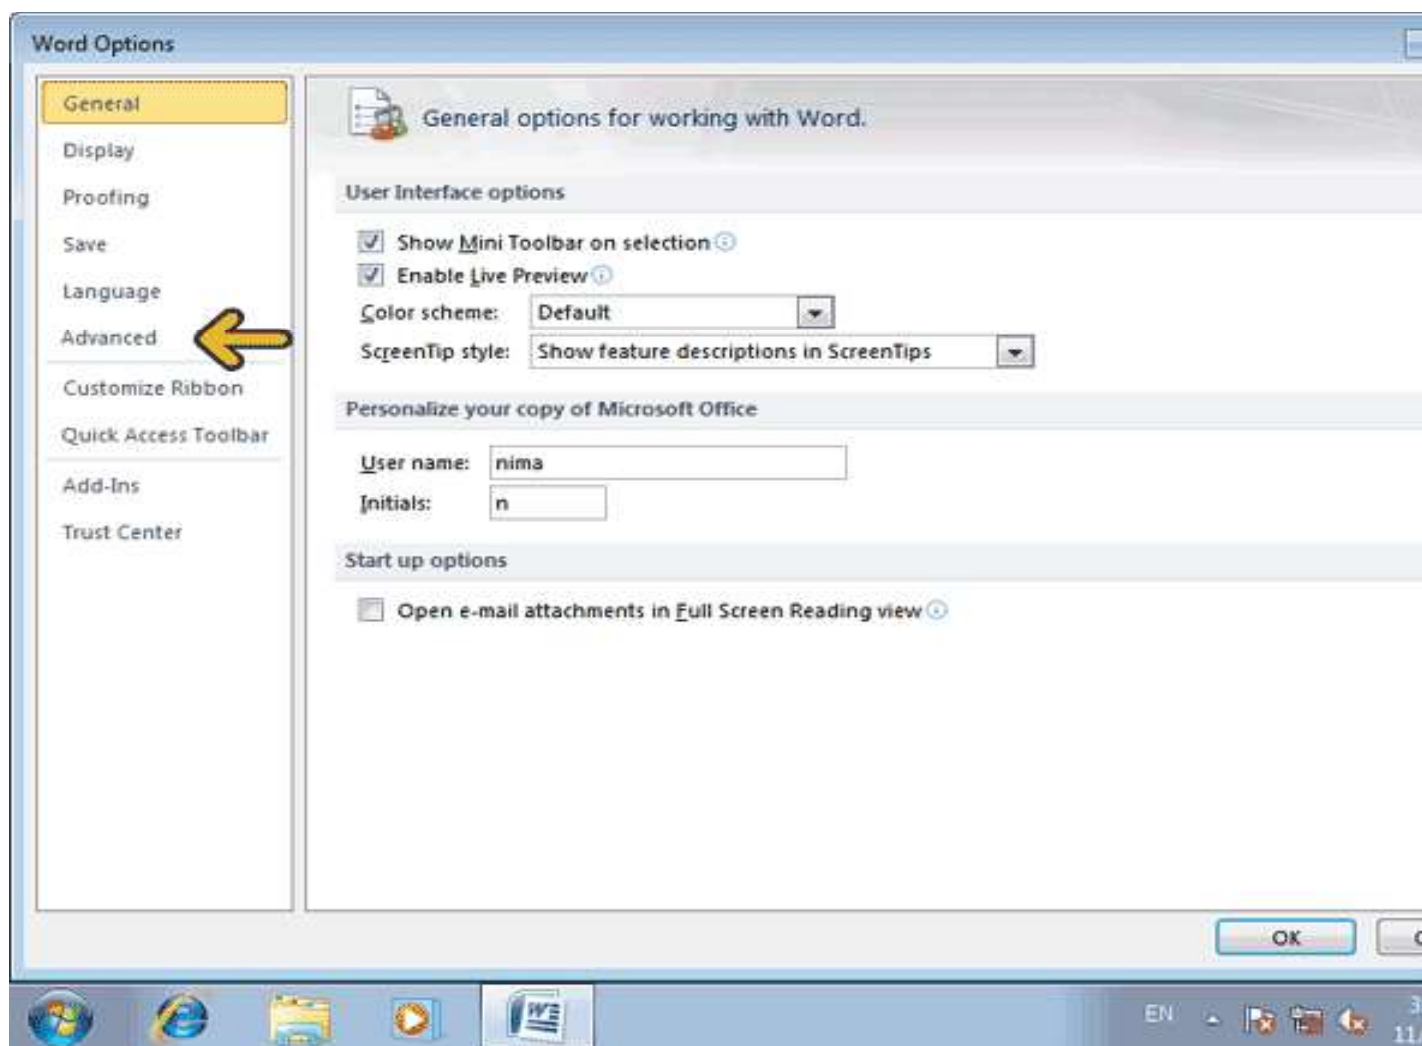 Word Options
General
Display
Proofing
Save
Language
Advanced
Customize Ribbon
Quick Access Toolbar
Add-Ins
Trust Center
General options for working with Word.
User Interface options
Show Mini Toolbar on selection
Enable Live Preview
Color scheme: Default
ScreenTip style: Show feature descriptions in ScreenTips
Personalize your copy of Microsoft Office
User name: nima
Initials: n
Start up options
Open e-mail attachments in Full Screen Reading view
OK
EN